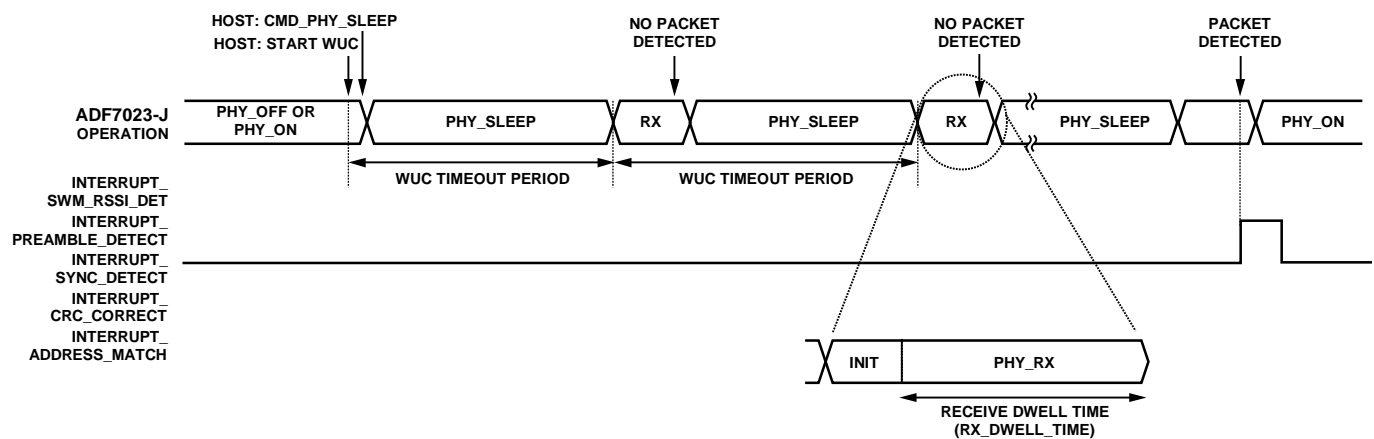 HOST: CMD_PHY_SLEEP
HOST: START WUC
NO PACKET
DETECTED
NO PACKET
DETECTED
PACKET
DETECTED
ADF7023-J
OPERATION
PHY_OFF OR
PHY_ON
PHY_SLEEP
RX
PHY_SLEEP
RX
PHY_SLEEP
PHY_ON
WUC TIMEOUT PERIOD
WUC TIMEOUT PERIOD
INTERRUPT_
SWM_RSSI_DET
INTERRUPT_
PREAMBLE_DETECT
INTERRUPT_
SYNC_DETECT
INTERRUPT_
CRC_CORRECT
INTERRUPT_
ADDRESS_MATCH
INIT
PHY_RX
RECEIVE DWELL TIME
(RX_DWELL_TIME)